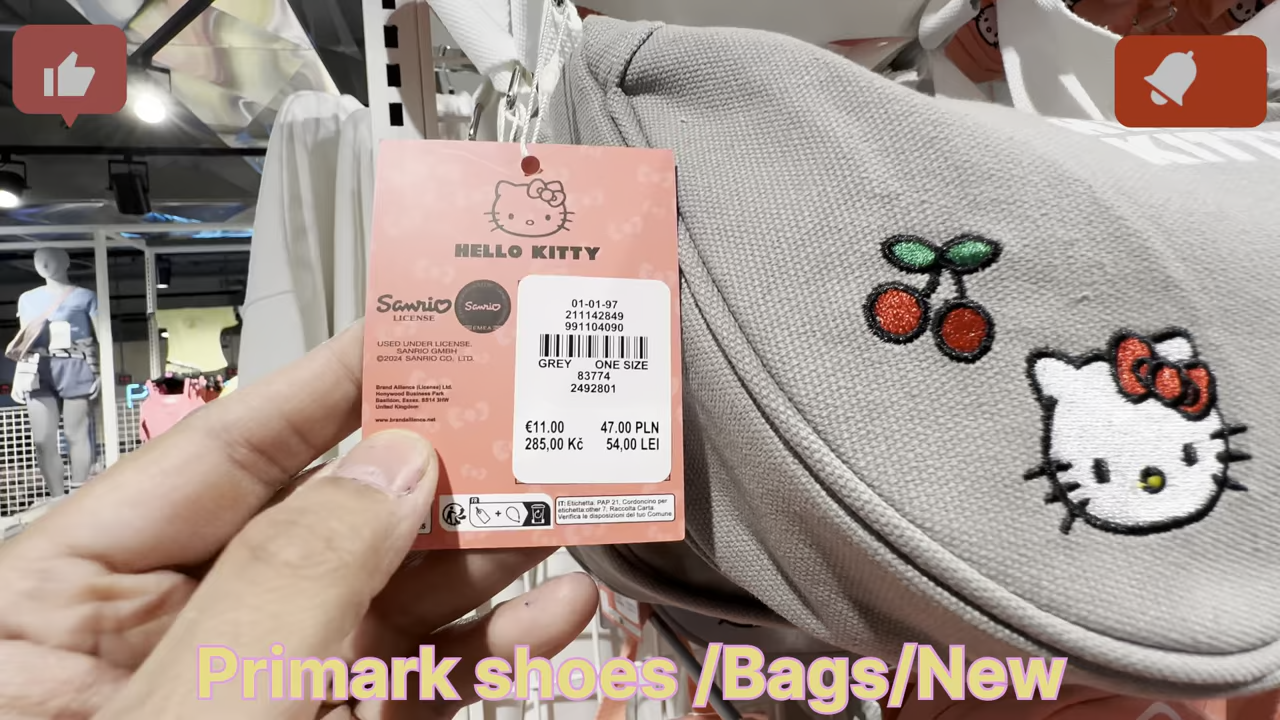 KITTY
HELLO KITTY
Sanrio
LICENSE
Sanrio
USED UNDER LICENSE.
SANRIO GMBH
©2024 SANRIO CO. LTD.
Brand Alliance (License) Ltd.
Honywood Business Park
Basildon, Essex. SS14 3HW
United Kingdom
www.brandalliance.net
01-01-97
211142849
991104090
GREY ONE SIZE
83774
2492801
€11.00 47.00 PLN
285,00 Kč 54,00 LEI
FR
IT: Etichetta: PAP 21, Cordoncino per
etichetta:other 7, Raccolta Carta
Verifica le disposizioni del tuo Comune
Primark shoes /Bags/New